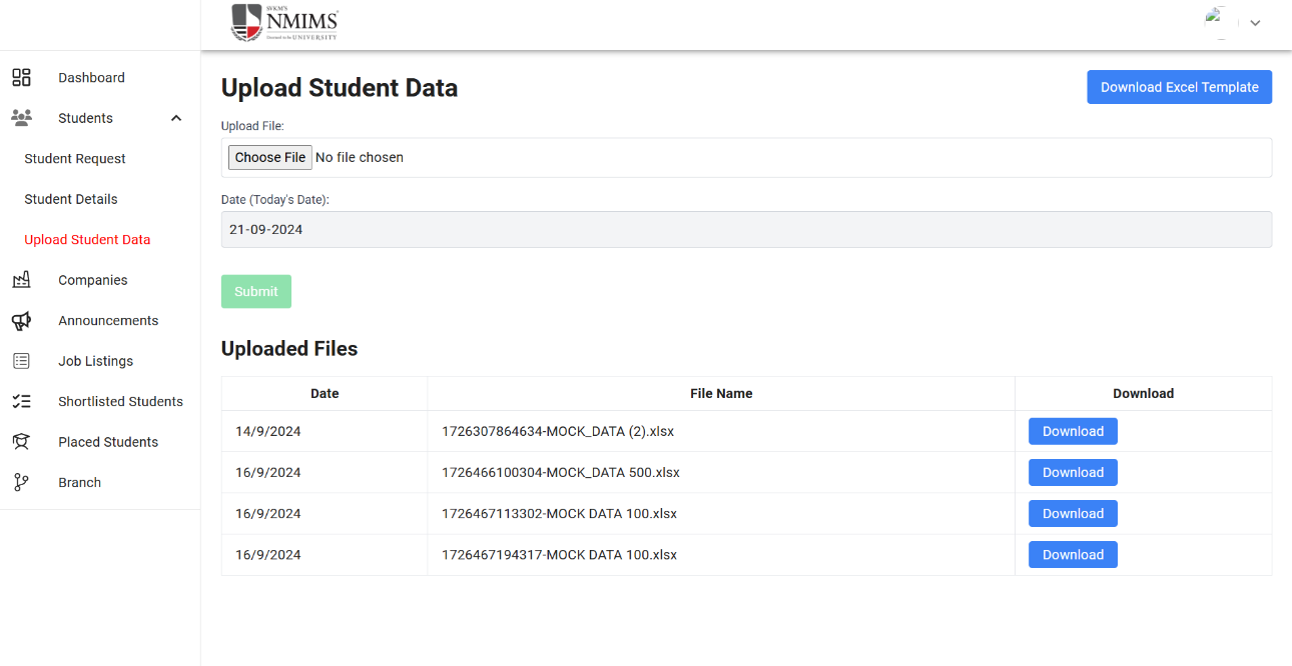 SVKM'S
NMIMS
Deemed to be UNIVERSITY
Dashboard
Students
Student Request
Student Details
Upload Student Data
Companies
Announcements
Job Listings
Shortlisted Students
Placed Students
Branch
Upload Student Data
Download Excel Template
Upload File:
Choose File No file chosen
Date (Today's Date):
21-09-2024
Submit
Uploaded Files
Date File Name Download
14/9/2024 1726307864634-MOCK_DATA (2).xlsx Download
16/9/2024 1726466100304-MOCK_DATA 500.xlsx Download
16/9/2024 1726467113302-MOCK DATA 100.xlsx Download
16/9/2024 1726467194317-MOCK DATA 100.xlsx Download